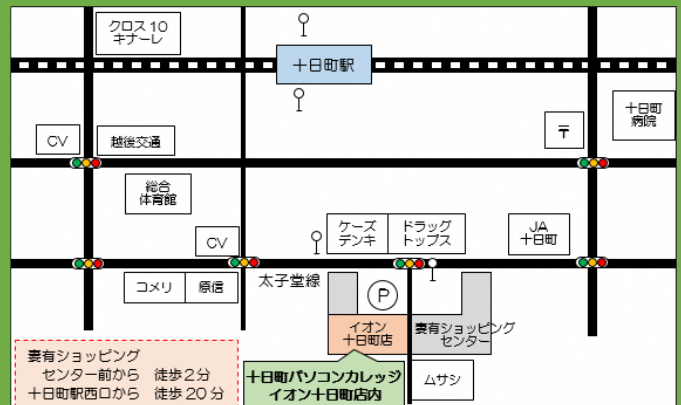 クロス10
キナーレ
十日町駅
十日町
病院
〒
CV
越後交通
総合
体育館
ケーズ
デンキ
ドラッグ
トップス
JA
十日町
CV
コメリ
原信
太子堂線
P
イオン
十日町店
妻有ショッピング
センター
妻有ショッピング
センター前から 徒歩2分
十日町駅西口から 徒歩20分
十日町パソコンカレッジ
イオン十日町店内
ムサシ